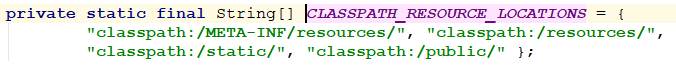 private static final String[] CLASSPATH_RESOURCE_LOCATIONS = {
"classpath:/META-INF/resources/", "classpath:/resources/",
"classpath:/static/", "classpath:/public/" };